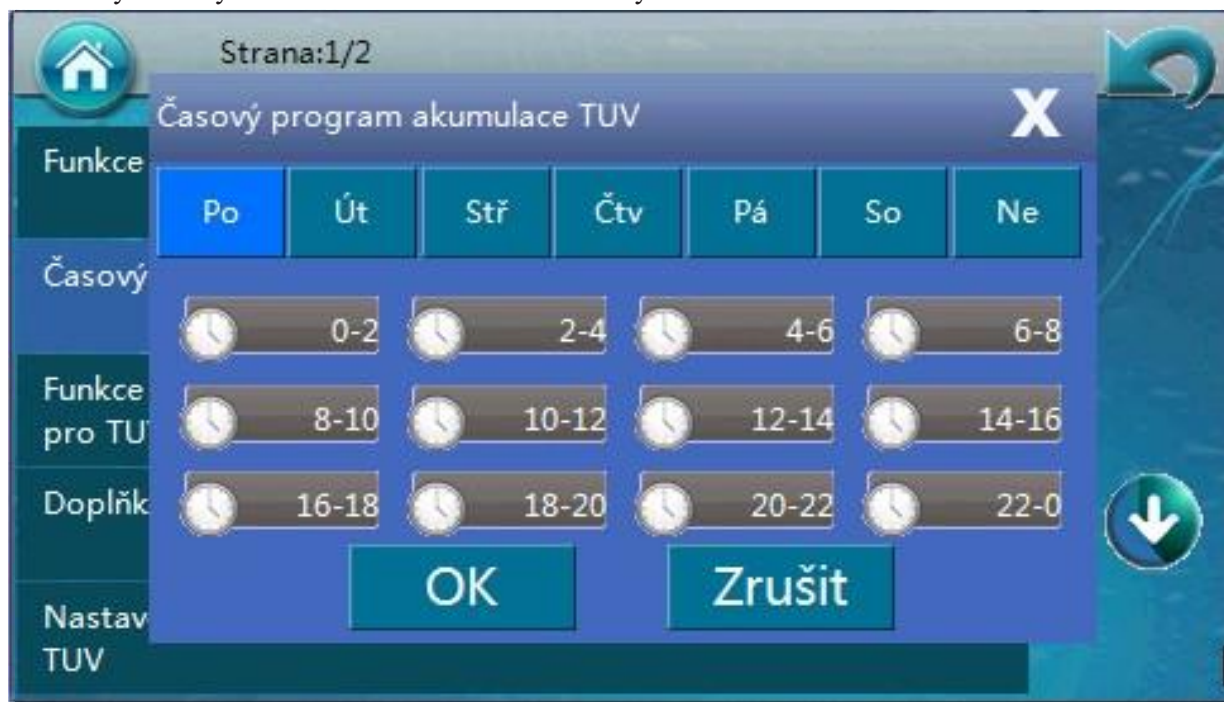 Strana:1/2
Časový program akumulace TUV
X
Funkce
Po Út Stř Čtv Pá So Ne
Časový
0-2 2-4 4-6 6-8
Funkce
pro TU
8-10 10-12 12-14 14-16
Doplňk
16-18 18-20 20-22 22-0
OK Zrušit
Nastav
TUV